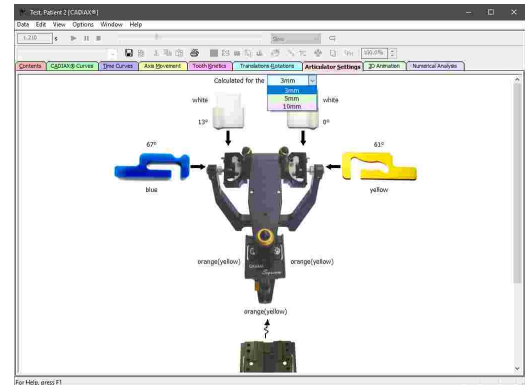 Test, Patient 2 [CADIAX®]
Data Edit View Options Window Help
1.210 s Slow
100.0%
Contents CADIAX® Curves Time Curves Axis Movement Tooth Kinetics Translations-Rotations Articulator Settings 3D Animation Numerical Analysis
Calculated for the 3mm
3mm
5mm
10mm
white white
13° 0°
67° 61°
blue yellow
orange(yellow) orange(yellow)
orange(yellow)
For Help, press F1